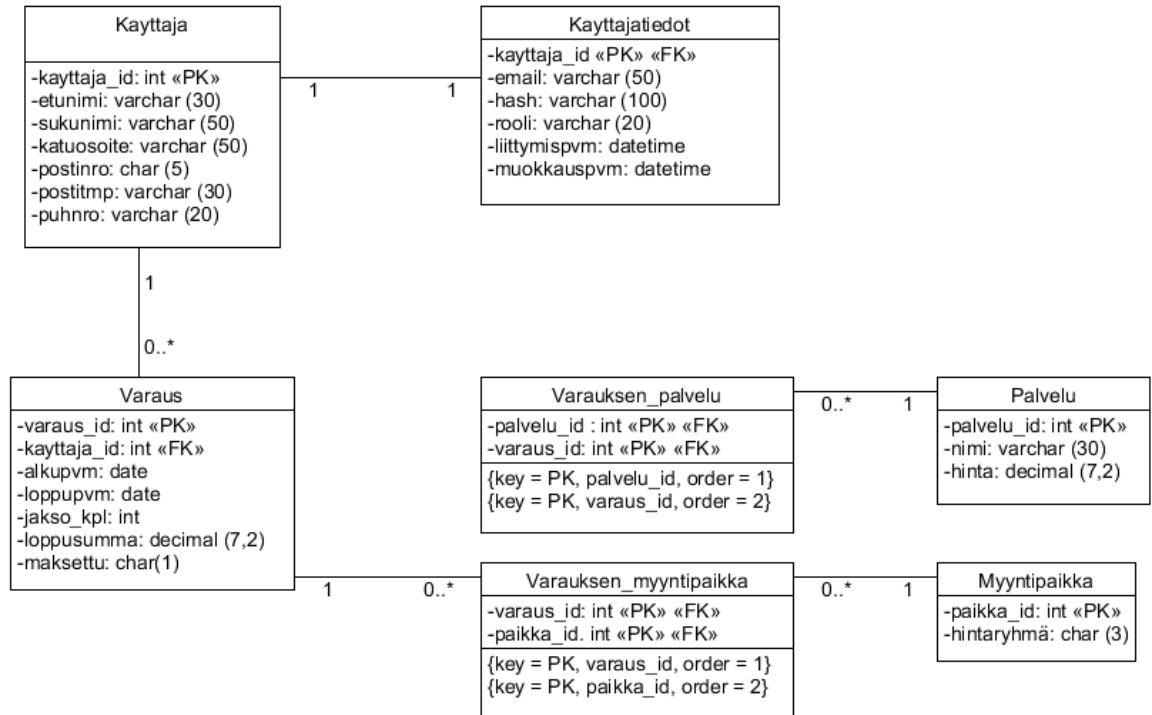 Kayttaja
-kayttaja_id: int «PK»
-etunimi: varchar (30)
-sukunimi: varchar (50)
-katuosoite: varchar (50)
-postinro: char (5)
-postitmp: varchar (30)
-puhnro: varchar (20)
1
1
Kayttajatiedot
-kayttaja_id «PK» «FK»
-email: varchar (50)
-hash: varchar (100)
-rooli: varchar (20)
-liittymispvm: datetime
-muokkauspvm: datetime
1
0..*
Varaus
-varaus_id: int «PK»
-kayttaja_id: int «FK»
-alkupvm: date
-loppupvm: date
-jakso_kpl: int
-loppusumma: decimal (7,2)
-maksettu: char(1)
Varauksen_palvelu
-palvelu_id : int «PK» «FK»
-varaus_id: int «PK» «FK»
{key = PK, palvelu_id, order = 1}
{key = PK, varaus_id, order = 2}
0..*
1
Palvelu
-palvelu_id: int «PK»
-nimi: varchar (30)
-hinta: decimal (7,2)
1
0..*
Varauksen_myyntipaikka
-varaus_id: int «PK» «FK»
-paikka_id. int «PK» «FK»
{key = PK, varaus_id, order = 1}
{key = PK, paikka_id, order = 2}
0..*
1
Myyntipaikka
-paikka_id: int «PK»
-hintaryhmä: char (3)